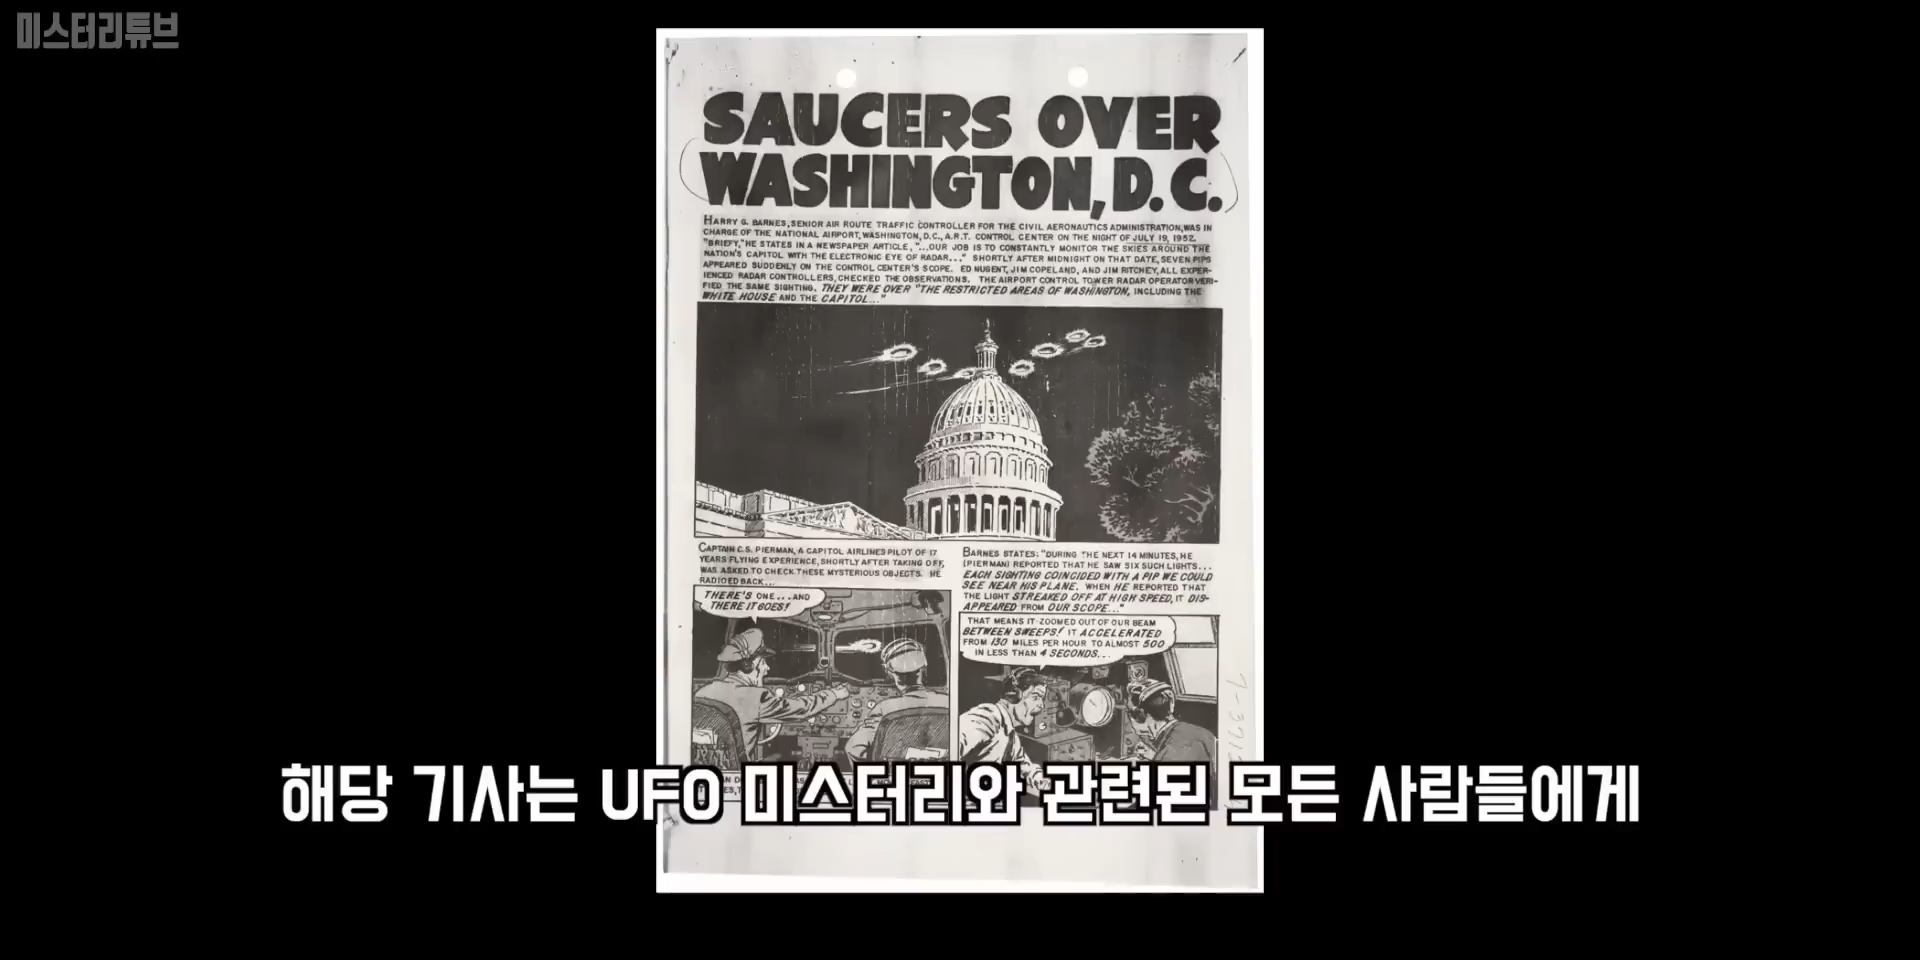 미스터리튜브
SAUCERS OVER
WASHINGTON, D.C.
HARRY G. BARNES, SENIOR AIR ROUTE TRAFFIC CONTROLLER FOR THE CIVIL AERONAUTICS ADMINISTRATION, WAS IN
CHARGE OF THE NATIONAL AIRPORT, WASHINGTON, D.C., A.R.T. CONTROL CENTER ON THE NIGHT OF JULY 19, 1952.
"BRIEFY," HE STATES IN A NEWSPAPER ARTICLE, "...OUR JOB IS TO CONSTANTLY MONITOR THE SKIES AROUND THE
NATION'S CAPITOL WITH THE ELECTRONIC EYE OF RADAR..." SHORTLY AFTER MIDNIGHT ON THAT DATE, SEVEN PIPS
APPEARED SUDDENLY ON THE CONTROL CENTER'S SCOPE. ED NUGENT, JIM COPELAND, AND JIM RITCHEY, ALL EXPER-
IENCED RADAR CONTROLLERS, CHECKED THE OBSERVATIONS. THE AIRPORT CONTROL TOWER RADAR OPERATOR VERI-
FIED THE SAME SIGHTING. THEY WERE OVER "THE RESTRICTED AREAS OF WASHINGTON, INCLUDING THE
WHITE HOUSE AND THE CAPITOL..."
CAPTAIN C.S. PIERMAN, A CAPITOL AIRLINES PILOT OF 17
YEARS FLYING EXPERIENCE, SHORTLY AFTER TAKING OFF,
WAS ASKED TO CHECK THESE MYSTERIOUS OBJECTS. HE
RADIOED BACK...
THERE'S ONE...AND
THERE IT GOES!
BARNES STATES: "DURING THE NEXT 14 MINUTES, HE
(PIERMAN) REPORTED THAT HE SAW SIX SUCH LIGHTS...
EACH SIGHTING COINCIDED WITH A PIP WE COULD
SEE NEAR HIS PLANE. WHEN HE REPORTED THAT
THE LIGHT STREAKED OFF AT HIGH SPEED, IT DIS-
APPEARED FROM OUR SCOPE..."
THAT MEANS IT ZOOMED OUT OF OUR BEAM
BETWEEN SWEEPS! IT ACCELERATED
FROM 130 MILES PER HOUR TO ALMOST 500
IN LESS THAN 4 SECONDS...
해당 기사는 UFO 미스터리와 관련된 모든 사람들에게